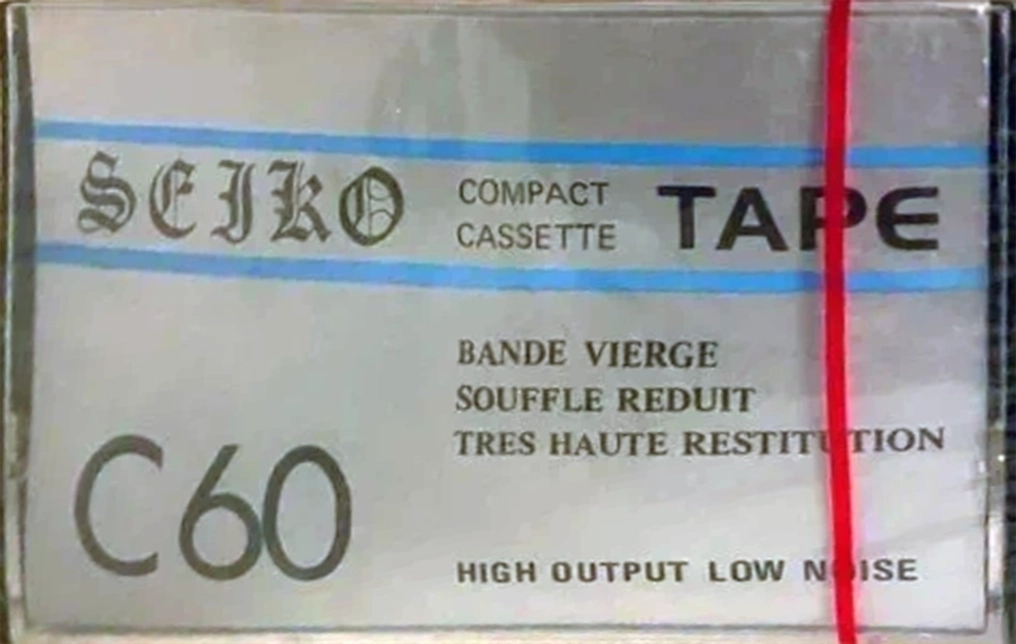 SEIKO
COMPACT
CASSETTE
TAPE
BANDE VIERGE
SOUFFLE REDUIT
TRES HAUTE RESTITUTION
C60
HIGH OUTPUT LOW NOISE